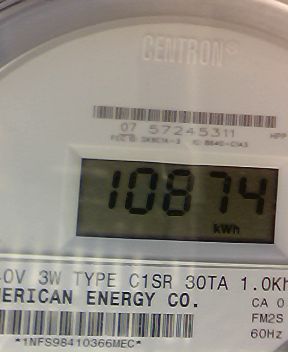 CENTRON®
07 57245311
10874
kWh
0V 3W TYPE C1SR 30TA 1.0Kh
ERICAN ENERGY CO.
CA 0
FM2S
60Hz
*1NFS98410366MEC*